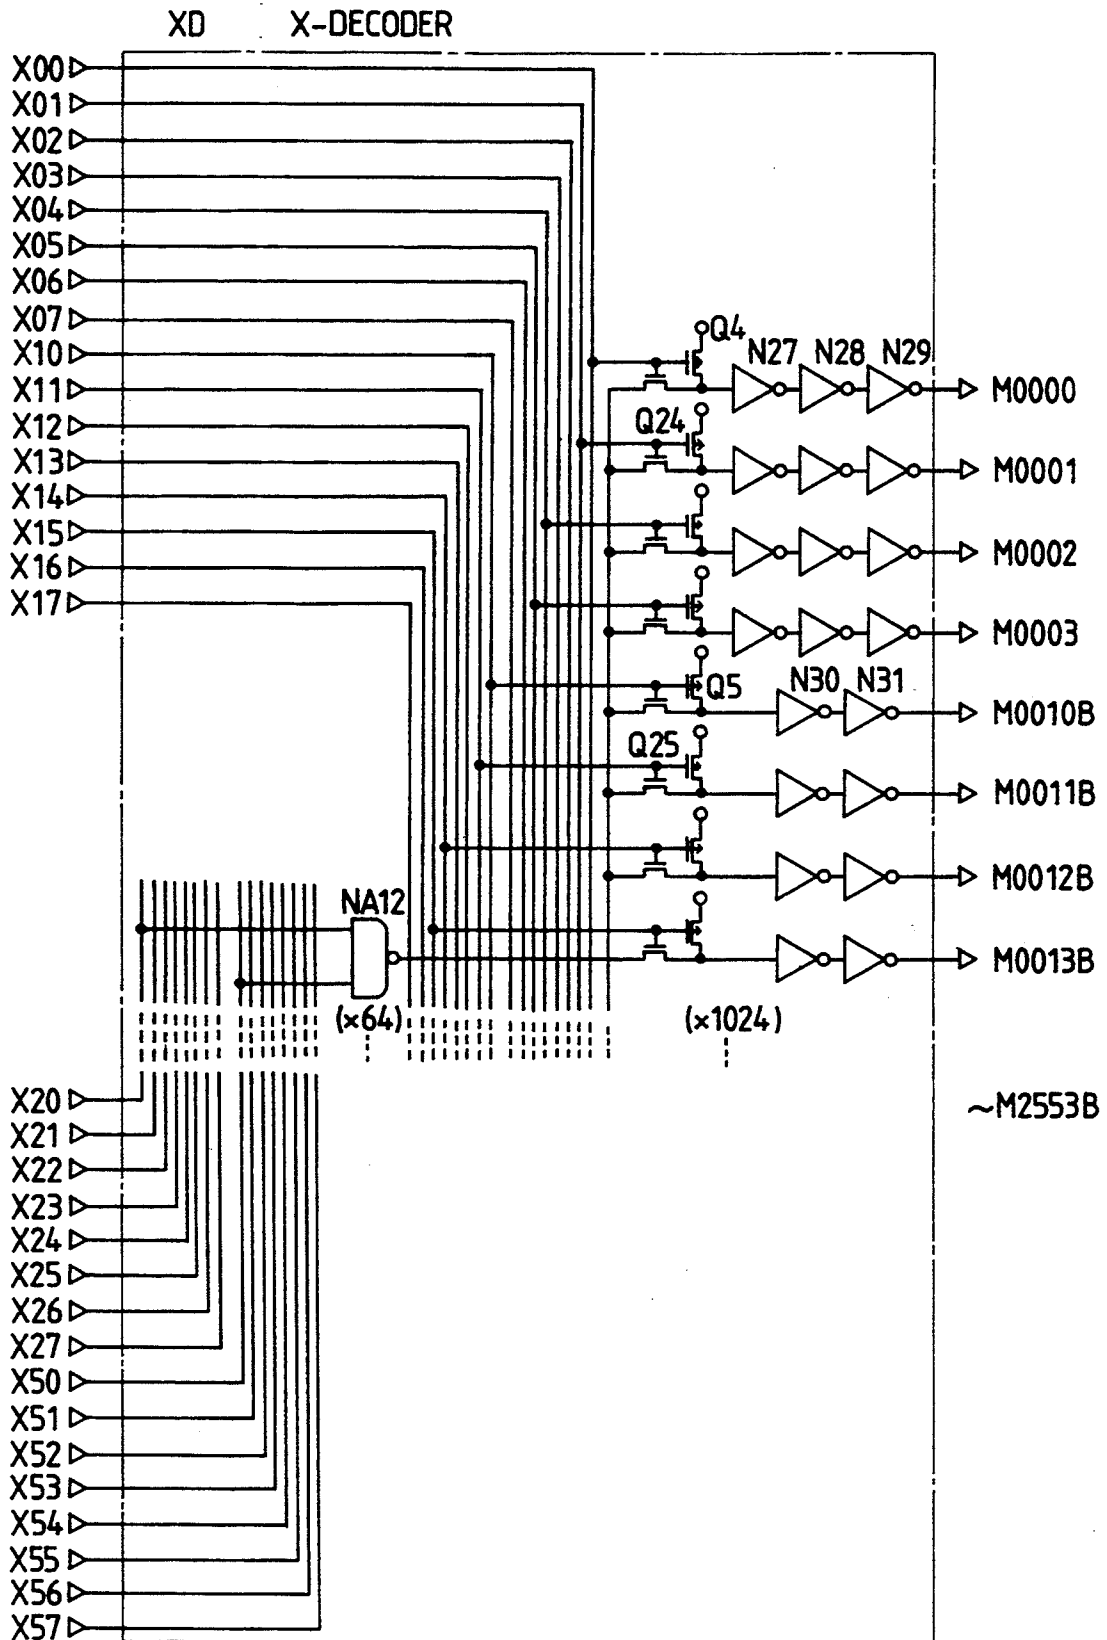 XD X-DECODER
X00
X01
X02
X03
X04
X05
X06
X07
X10
X11
X12
X13
X14
X15
X16
X17
Q4
N27 N28 N29
M0000
Q24
M0001
M0002
M0003
Q5
N30 N31
M0010B
Q25
M0011B
M0012B
NA12
M0013B
(×64)
(×1024)
X20
~M2553B
X21
X22
X23
X24
X25
X26
X27
X50
X51
X52
X53
X54
X55
X56
X57